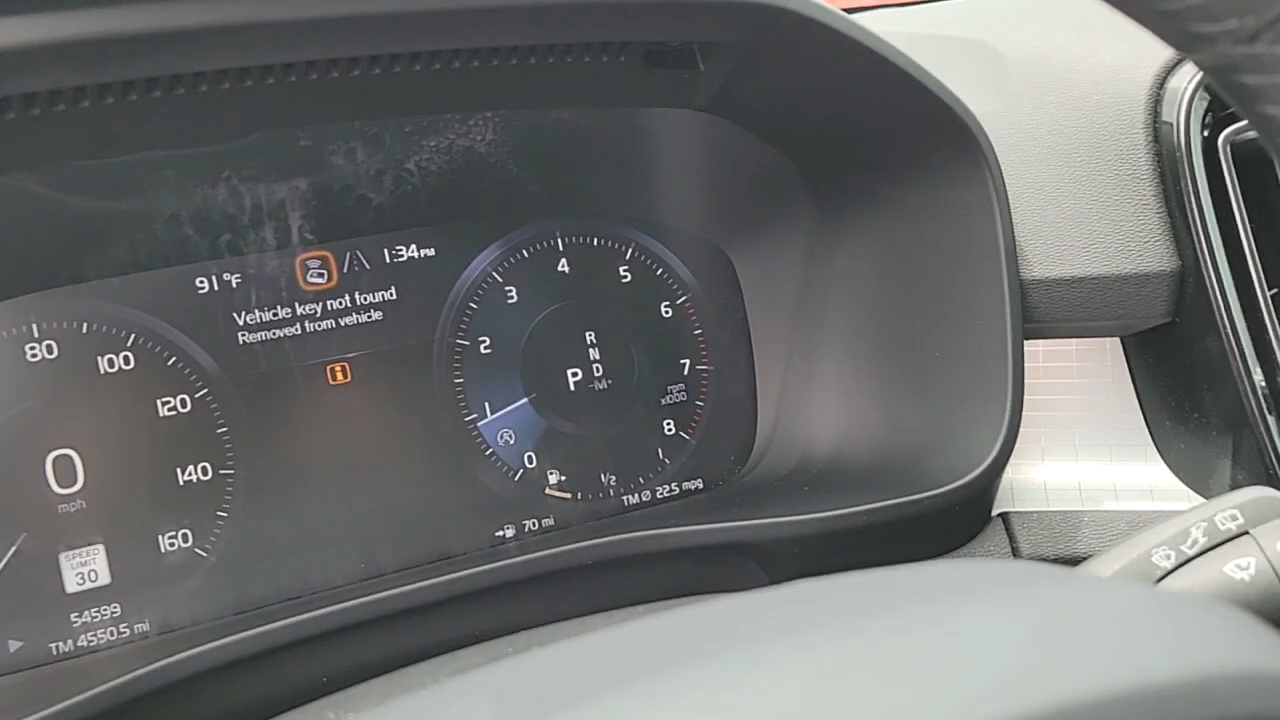 91°F
1:34PM
Vehicle key not found
Removed from vehicle
80
100
120
140
160
0
mph
SPEED
LIMIT
30
54599
TM 4550.5 mi
0
1
2
3
4
5
6
7
8
rpm
x1000
R
N
D
P
-M+
1/2
1
70 mi
TM Ø 22.5 mpg